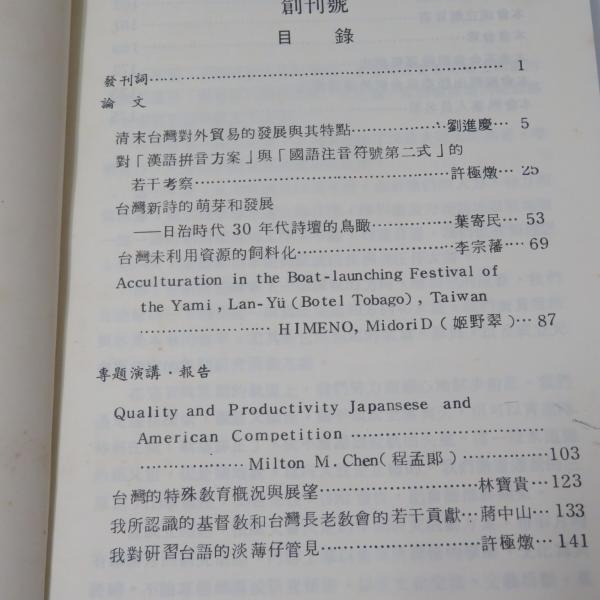 創刊號
目 錄
發刊詞……………………………………………1
論 文
清末台灣對外貿易的發展與其特點…………劉進慶…5
對「漢語拼音方案」與「國語注音符號第二式」的
若干考察……………………………許極燉…25
台灣新詩的萌芽和發展
──日治時代 30 年代詩壇的鳥瞰…………葉寄民…53
台灣未利用資源的飼料化……………………李宗藩…69
Acculturation in the Boat-launching Festival of
the Yami, Lan-Yü (Botel Tobago), Taiwan
……………………HIMENO, Midori D (姬野翠)…87
專題演講・報告
Quality and Productivity Japansese and
American Competition ……………………………
……………………Milton M. Chen (程孟郞)…………103
台灣的特殊敎育槪況與展望……………………林寶貴…123
我所認識的基督敎和台灣長老敎會的若干貢獻…蔣中山…133
我對研習台語的淡薄仔管見……………………許極燉…141